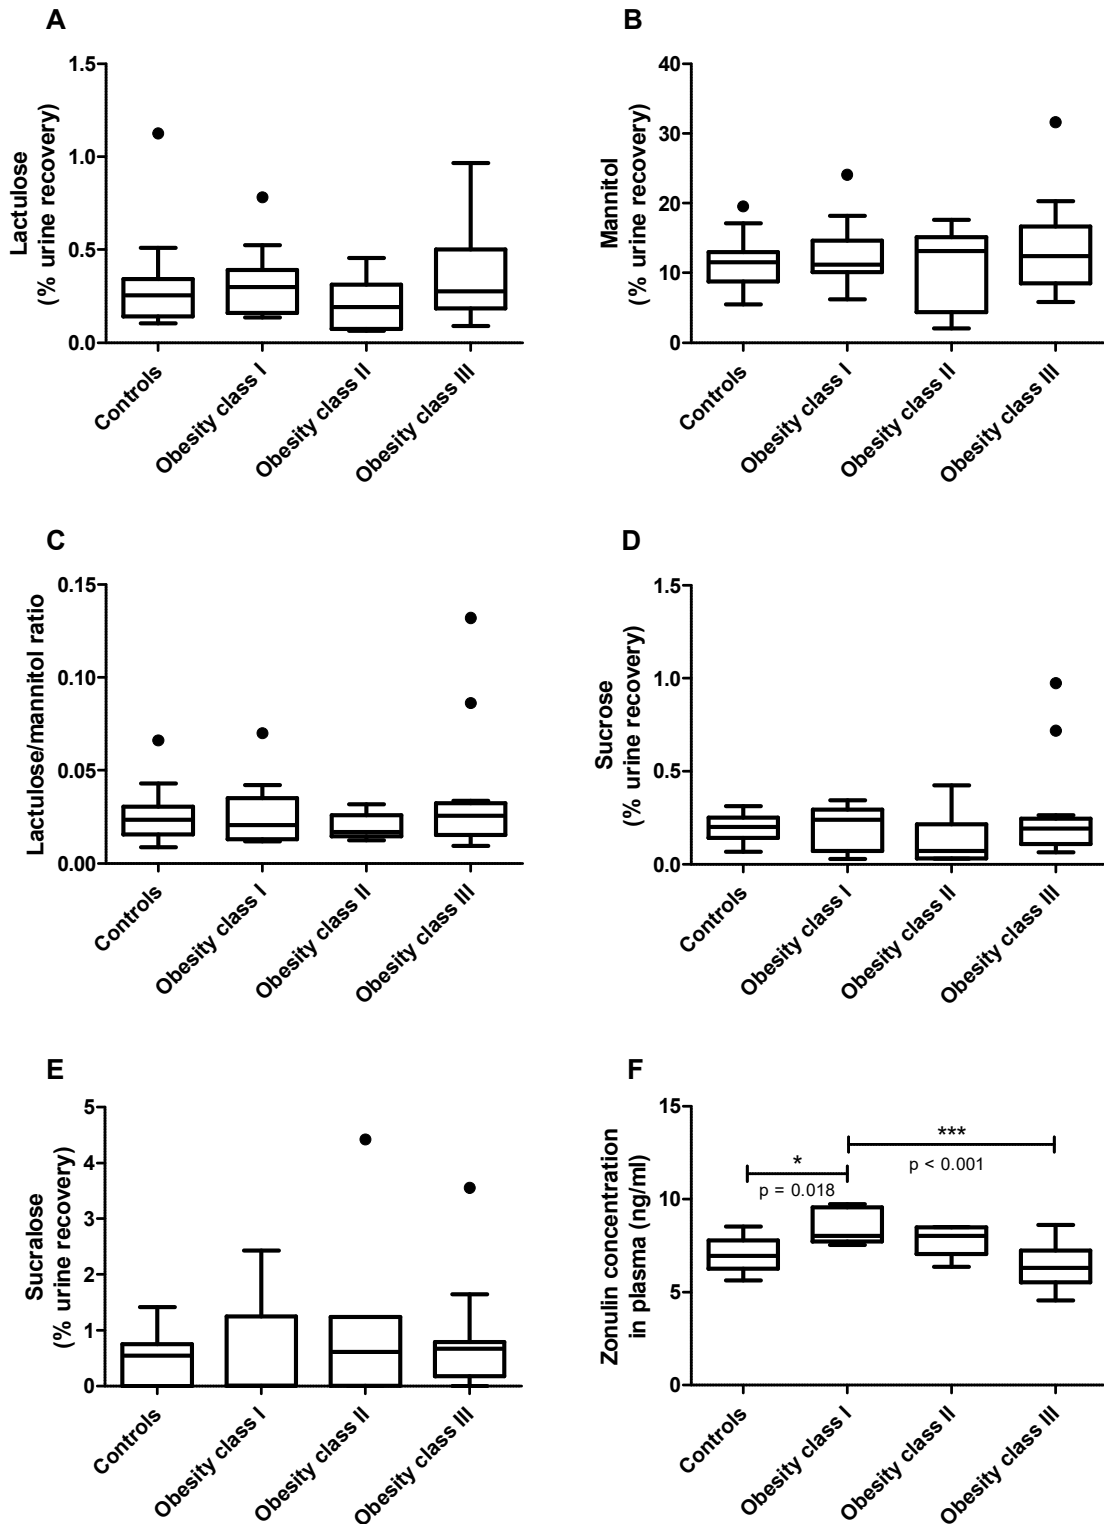 A
Lactulose
(% urine recovery)
1.5
1.0
0.5
0.0
Controls
Obesity class I
Obesity class II
Obesity class III
B
Mannitol
(% urine recovery)
40
30
20
10
0
Controls
Obesity class I
Obesity class II
Obesity class III
C
Lactulose/mannitol ratio
0.15
0.10
0.05
0.00
Controls
Obesity class I
Obesity class II
Obesity class III
D
Sucrose
(% urine recovery)
1.5
1.0
0.5
0.0
Controls
Obesity class I
Obesity class II
Obesity class III
E
Sucralose
(% urine recovery)
5
4
3
2
1
0
Controls
Obesity class I
Obesity class II
Obesity class III
F
Zonulin concentration
in plasma (ng/ml)
15
10
5
0
***
p < 0.001
*
p = 0.018
Controls
Obesity class I
Obesity class II
Obesity class III